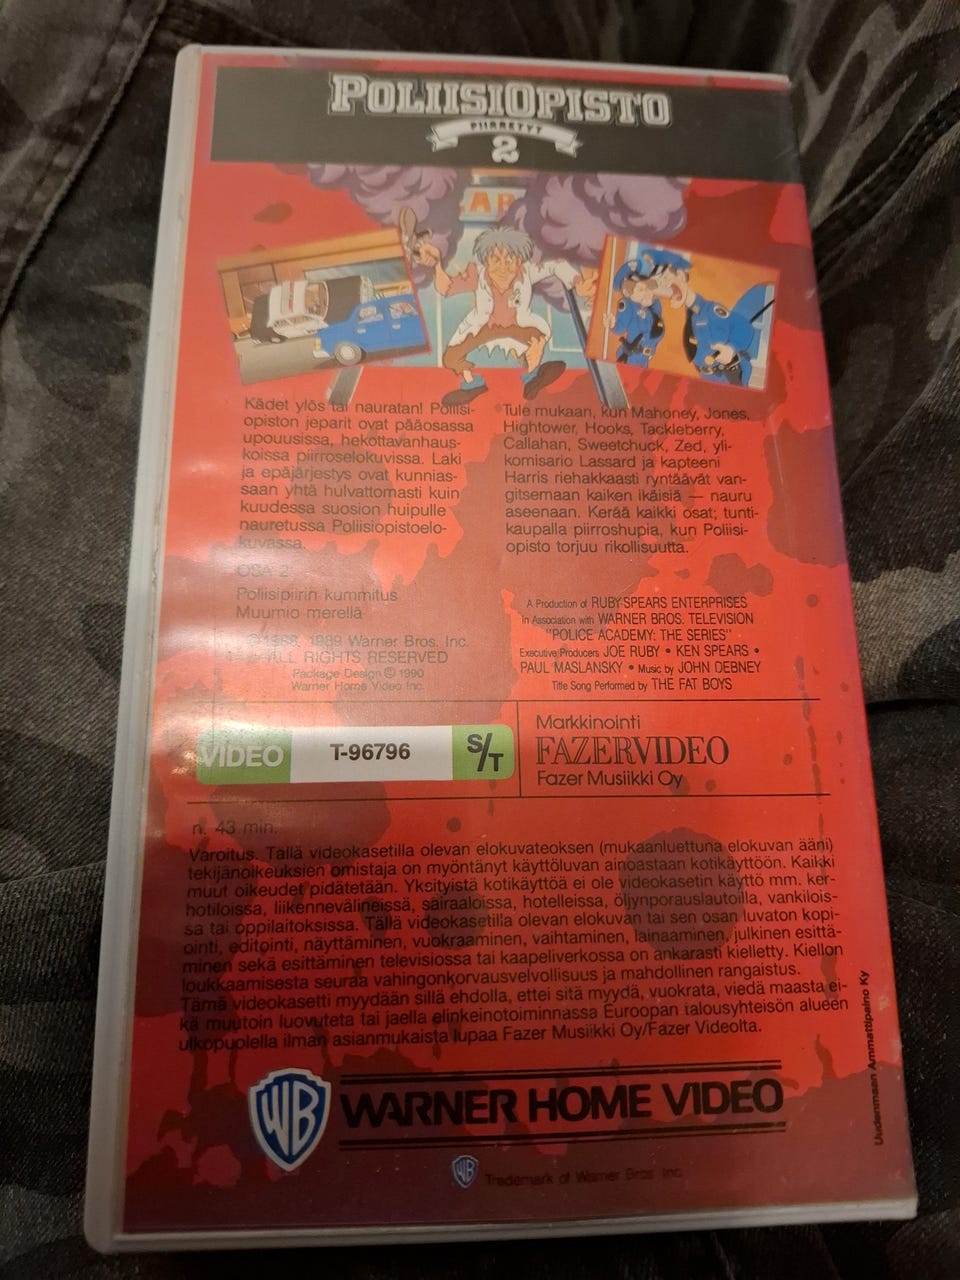 POLIISIOPISTO
PIIRRETYT
2
Kädet ylös tai nauratan! Poliisi-
opiston jeparit ovat pääosassa
upouusissa, hekottavanhaus-
koissa piirroselokuvissa. Laki
ja epäjärjestys ovat kunnias-
saan yhtä hulvattomasti kuin
kuudessa suosion huipulle
nauretussa Poliisiopistoelo-
kuvassa.
OSA 2:
Poliisipiirin kummitus
Muumio merellä
© 1988, 1989 Warner Bros. Inc.
ALL RIGHTS RESERVED
Package Design © 1990
Warner Home Video Inc.
Tule mukaan, kun Mahoney, Jones,
Hightower, Hooks, Tackleberry,
Callahan, Sweetchuck, Zed, yli-
komisario Lassard ja kapteeni
Harris riehakkaasti ryntäävät van-
gitsemaan kaiken ikäisiä — nauru
aseenaan. Kerää kaikki osat; tunti-
kaupalla piirroshupia, kun Poliisi-
opisto torjuu rikollisuutta.
A Production of RUBY-SPEARS ENTERPRISES
In Association with WARNER BROS. TELEVISION
"POLICE ACADEMY: THE SERIES"
Executive Producers JOE RUBY • KEN SPEARS •
PAUL MASLANSKY • Music by JOHN DEBNEY
Title Song Performed by THE FAT BOYS
VIDEO T-96796 S/T
Markkinointi
FAZERVIDEO
Fazer Musiikki Oy
n. 43 min.
Varoitus. Tällä videokasetilla olevan elokuvateoksen (mukaanluettuna elokuvan ääni)
tekijänoikeuksien omistaja on myöntänyt käyttöluvan ainoastaan kotikäyttöön. Kaikki
muut oikeudet pidätetään. Yksityistä kotikäyttöä ei ole videokasetin käyttö mm. ker-
hotiloissa, liikennevälineissä, sairaaloissa, hotelleissa, öljynporauslautoilla, vankilois-
sa tai oppilaitoksissa. Tällä videokasetilla olevan elokuvan tai sen osan luvaton kopi-
ointi, editointi, näyttäminen, vuokraaminen, vaihtaminen, lainaaminen, julkinen esittä-
minen sekä esittäminen televisiossa tai kaapeliverkossa on ankarasti kielletty. Kiellon
loukkaamisesta seuraa vahingonkorvausvelvollisuus ja mahdollinen rangaistus.
Tämä videokasetti myydään sillä ehdolla, ettei sitä myydä, vuokrata, viedä maasta ei-
kä muutoin luovuteta tai jaella elinkeinotoiminnassa Euroopan talousyhteisön alueen
ulkopuolella ilman asianmukaista lupaa Fazer Musiikki Oy/Fazer Videolta.
Uudenmaan Ammattipaino Ky
WB WARNER HOME VIDEO
WB Trademark of Warner Bros. Inc.